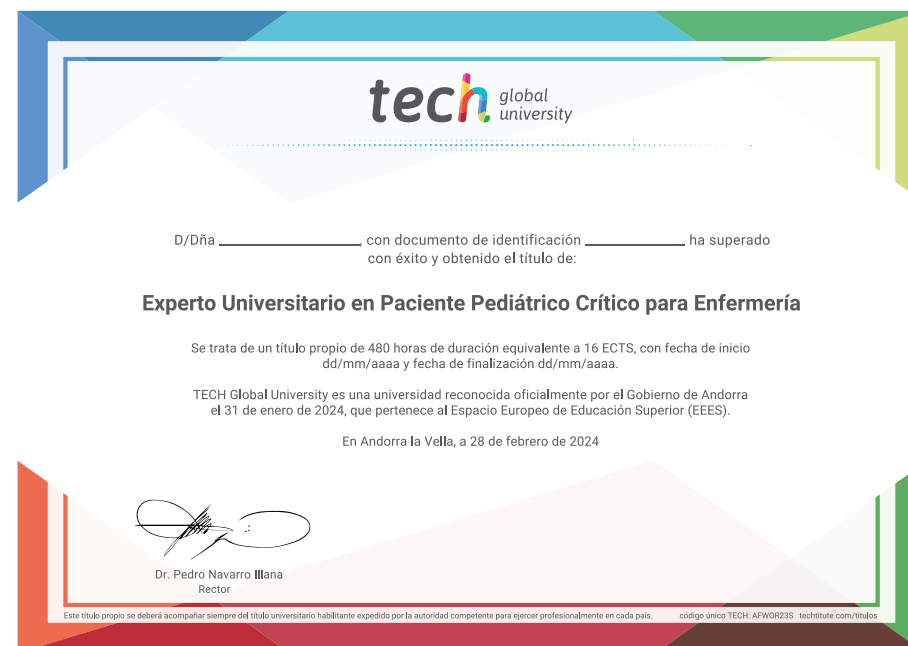 tech global university
D/Dña ______________, con documento de identificación __________ ha superado
con éxito y obtenido el título de:
Experto Universitario en Paciente Pediátrico Crítico para Enfermería
Se trata de un título propio de 480 horas de duración equivalente a 16 ECTS, con fecha de inicio
dd/mm/aaaa y fecha de finalización dd/mm/aaaa.
TECH Global University es una universidad reconocida oficialmente por el Gobierno de Andorra
el 31 de enero de 2024, que pertenece al Espacio Europeo de Educación Superior (EEES).
En Andorra la Vella, a 28 de febrero de 2024
Dr. Pedro Navarro Illana
Rector
Este título propio se deberá acompañar siempre del título universitario habilitante expedido por la autoridad competente para ejercer profesionalmente en cada país. código único TECH: AFWOR23S techtitute.com/titulos